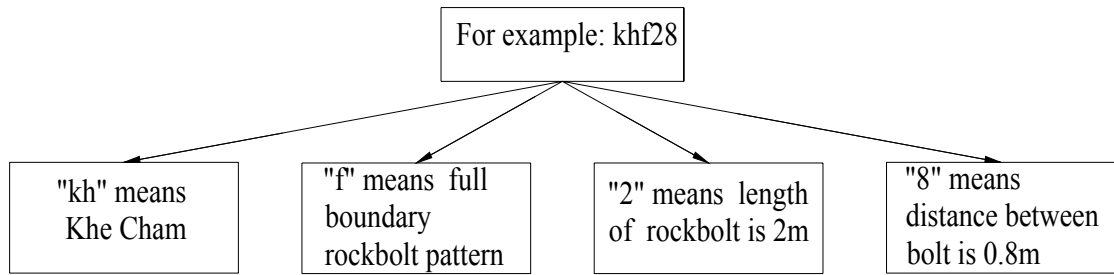 For example: khf28
"kh" means
Khe Cham
"f" means full
boundary
rockbolt pattern
"2" means length
of rockbolt is 2m
"8" means
distance between
bolt is 0.8m